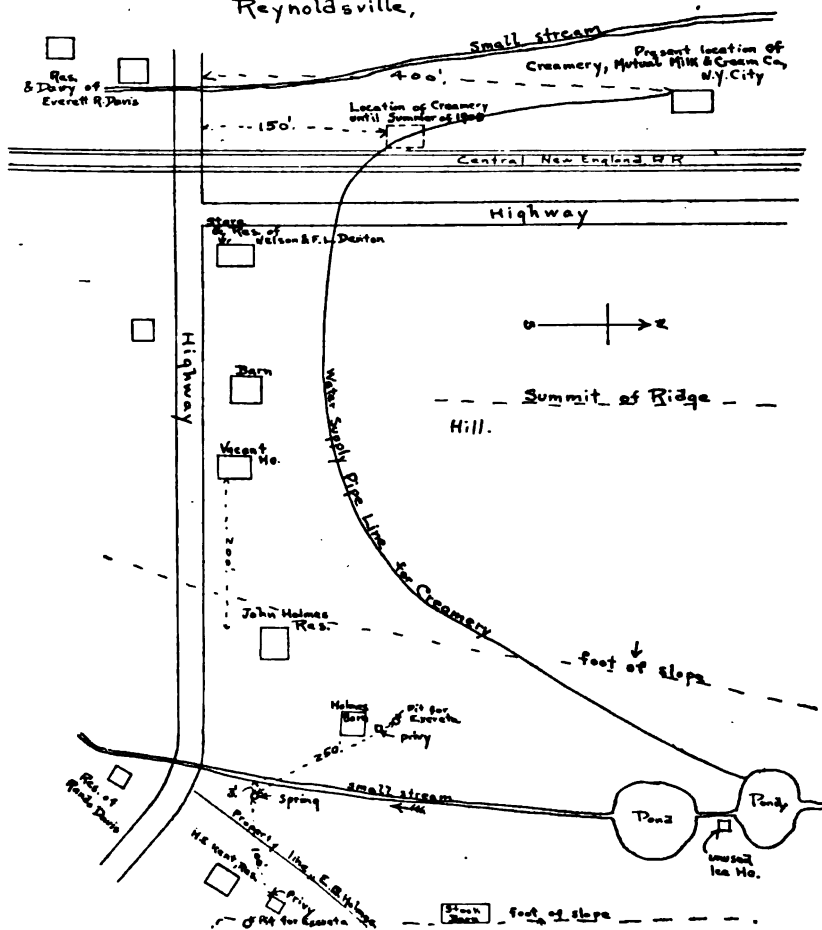 Reynoldsville,
Small stream
Res.
& Dairy of
Everett R. Davis
400'.
Present location of
Creamery, Mutual Milk & Cream Co,
N.Y. City
Location of Creamery
until Summer of
150'.
Central New England R R
Highway
Store
& Res. of
Nelson & F. L. Denton
Highway
S
N
Barn
Summit of Ridge
Hill.
Vacant
Ho.
Water Supply Pipe Line for Creamery
200'.
John Holmes
Res.
foot of slope
Holmes
Barn
Pit for
Excreta
Privy
250'.
Res. of
Davis
Spring
small stream
Pond
Pond
unused
Ice Ho.
Property line, E. B. Holmes
H.E. Kent, Res.
Privy
Pit for Excreta
Barn
foot of slope